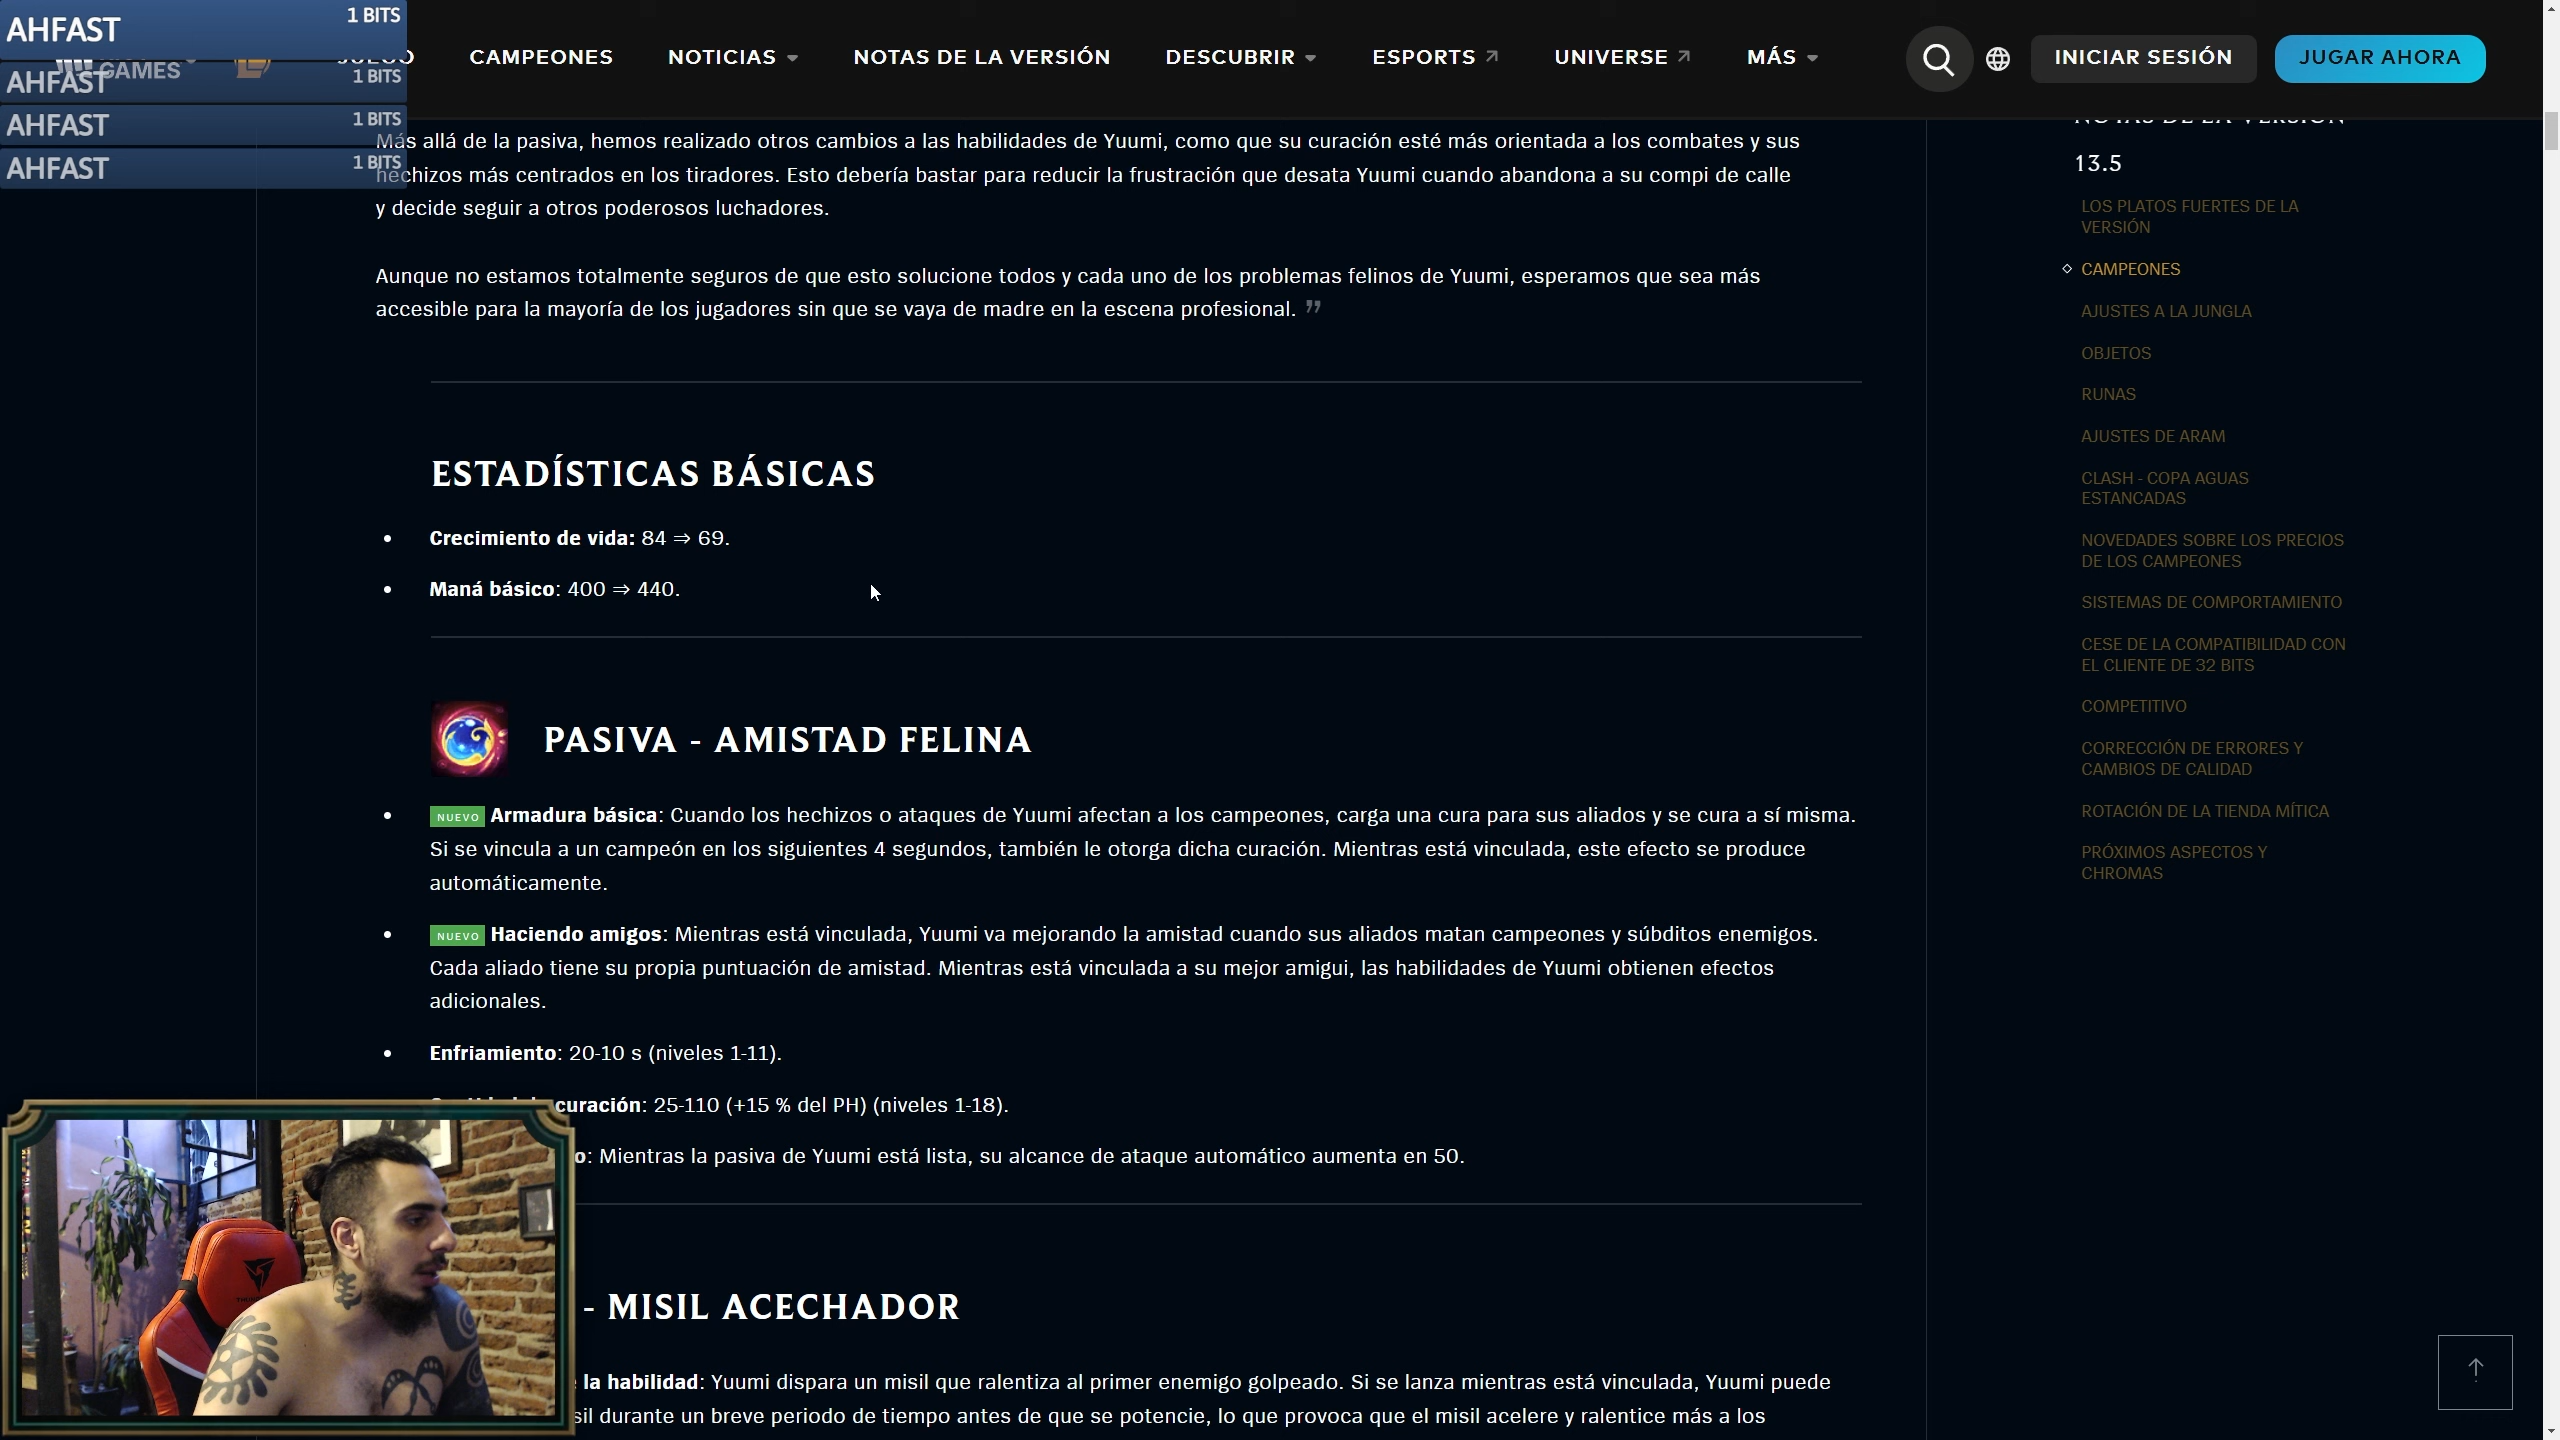 AHFAST 1 BITS
AHFAST 1 BITS
AHFAST 1 BITS
AHFAST 1 BITS
GAMES
JUEGO CAMPEONES NOTICIAS NOTAS DE LA VERSIÓN DESCUBRIR ESPORTS UNIVERSE MÁS INICIAR SESIÓN JUGAR AHORA
Más allá de la pasiva, hemos realizado otros cambios a las habilidades de Yuumi, como que su curación esté más orientada a los combates y sus
hechizos más centrados en los tiradores. Esto debería bastar para reducir la frustración que desata Yuumi cuando abandona a su compi de calle
y decide seguir a otros poderosos luchadores.
Aunque no estamos totalmente seguros de que esto solucione todos y cada uno de los problemas felinos de Yuumi, esperamos que sea más
accesible para la mayoría de los jugadores sin que se vaya de madre en la escena profesional. ”
ESTADÍSTICAS BÁSICAS
• Crecimiento de vida: 84 ⇒ 69.
• Maná básico: 400 ⇒ 440.
PASIVA - AMISTAD FELINA
• NUEVO Armadura básica: Cuando los hechizos o ataques de Yuumi afectan a los campeones, carga una cura para sus aliados y se cura a sí misma.
Si se vincula a un campeón en los siguientes 4 segundos, también le otorga dicha curación. Mientras está vinculada, este efecto se produce
automáticamente.
• NUEVO Haciendo amigos: Mientras está vinculada, Yuumi va mejorando la amistad cuando sus aliados matan campeones y súbditos enemigos.
Cada aliado tiene su propia puntuación de amistad. Mientras está vinculada a su mejor amigui, las habilidades de Yuumi obtienen efectos
adicionales.
• Enfriamiento: 20-10 s (niveles 1-11).
curación: 25-110 (+15 % del PH) (niveles 1-18).
o: Mientras la pasiva de Yuumi está lista, su alcance de ataque automático aumenta en 50.
- MISIL ACECHADOR
la habilidad: Yuumi dispara un misil que ralentiza al primer enemigo golpeado. Si se lanza mientras está vinculada, Yuumi puede
sil durante un breve periodo de tiempo antes de que se potencie, lo que provoca que el misil acelere y ralentice más a los
NOTAS DE LA VERSIÓN
13.5
LOS PLATOS FUERTES DE LA
VERSIÓN
CAMPEONES
AJUSTES A LA JUNGLA
OBJETOS
RUNAS
AJUSTES DE ARAM
CLASH - COPA AGUAS
ESTANCADAS
NOVEDADES SOBRE LOS PRECIOS
DE LOS CAMPEONES
SISTEMAS DE COMPORTAMIENTO
CESE DE LA COMPATIBILIDAD CON
EL CLIENTE DE 32 BITS
COMPETITIVO
CORRECCIÓN DE ERRORES Y
CAMBIOS DE CALIDAD
ROTACIÓN DE LA TIENDA MÍTICA
PRÓXIMOS ASPECTOS Y
CHROMAS